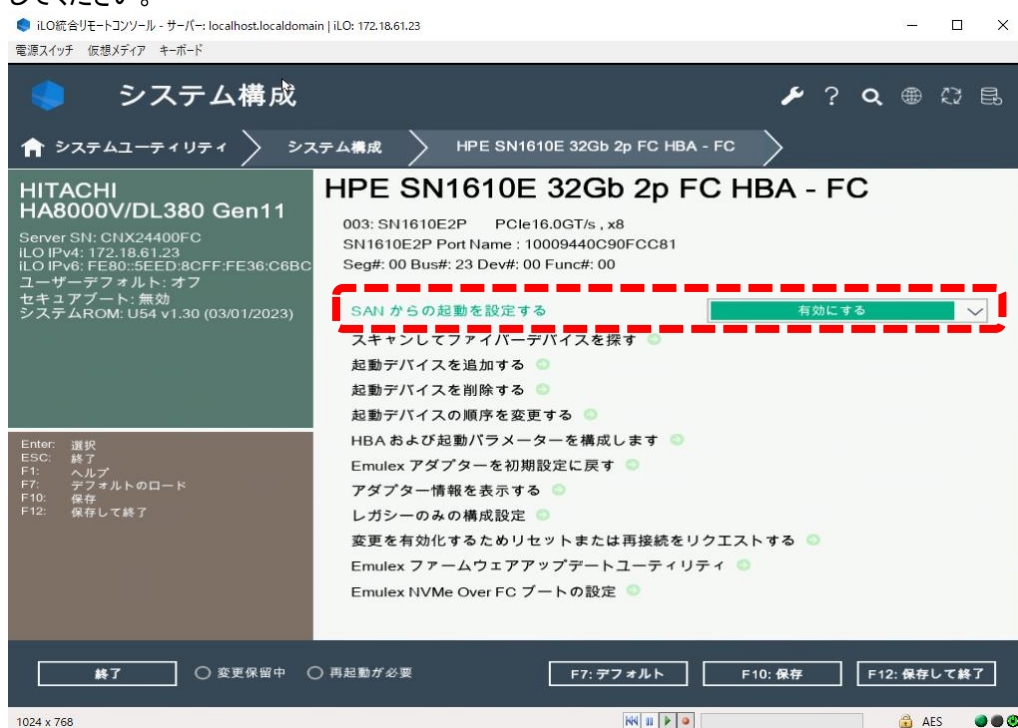 してください。
iLO統合リモートコンソール - サーバー: localhost.localdomain | iLO: 172.18.61.23
電源スイッチ 仮想メディア キーボード
システム構成
システムユーティリティ システム構成 HPE SN1610E 32Gb 2p FC HBA - FC
HITACHI
HA8000V/DL380 Gen11
Server SN: CNX24400FC
iLO IPv4: 172.18.61.23
iLO IPv6: FE80::5EED:8CFF:FE36:C6BC
ユーザーデフォルト: オフ
セキュアブート: 無効
システムROM: U54 v1.30 (03/01/2023)
Enter: 選択
ESC: 終了
F1: ヘルプ
F7: デフォルトのロード
F10: 保存
F12: 保存して終了
HPE SN1610E 32Gb 2p FC HBA - FC
003: SN1610E2P PCIe16.0GT/s , x8
SN1610E2P Port Name : 10009440C90FCC81
Seg#: 00 Bus#: 23 Dev#: 00 Func#: 00
SAN からの起動を設定する 有効にする
スキャンしてファイバーデバイスを探す
起動デバイスを追加する
起動デバイスを削除する
起動デバイスの順序を変更する
HBA および起動パラメーターを構成します
Emulex アダプターを初期設定に戻す
アダプター情報を表示する
レガシーのみの構成設定
変更を有効化するためリセットまたは再接続をリクエストする
Emulex ファームウェアアップデートユーティリティ
Emulex NVMe Over FC ブートの設定
終了 変更保留中 再起動が必要 F7: デフォルト F10: 保存 F12: 保存して終了
1024 x 768 AES